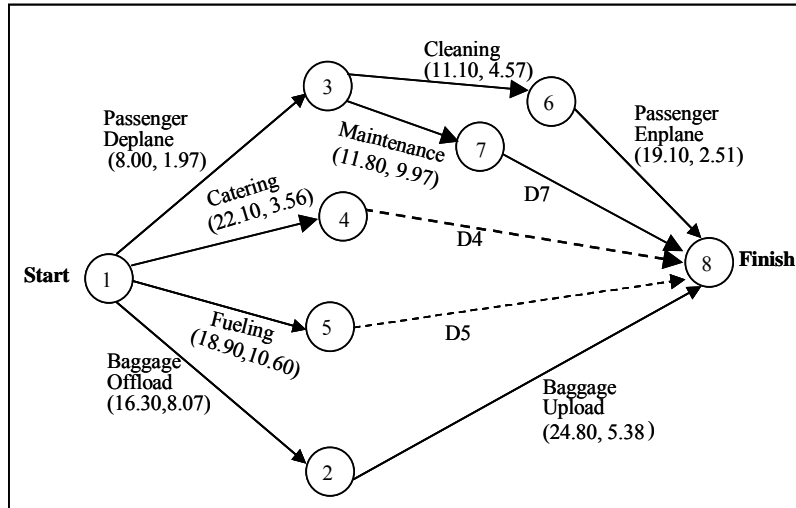 Cleaning
(11.10, 4.57)
3
6
Passenger
Deplane
(8.00, 1.97)
Maintenance
(11.80, 9.97)
7
Passenger
Enplane
(19.10, 2.51)
Catering
(22.10, 3.56)
D7
4
D4
Start
1
8
Finish
Fueling
(18.90,10.60)
5
D5
Baggage
Offload
(16.30,8.07)
Baggage
Upload
(24.80, 5.38)
2